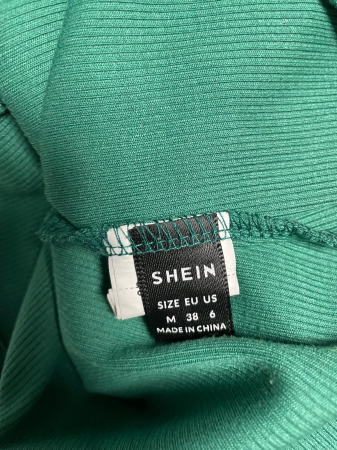 SHEIN
SIZE EU US
M 38 6
MADE IN CHINA